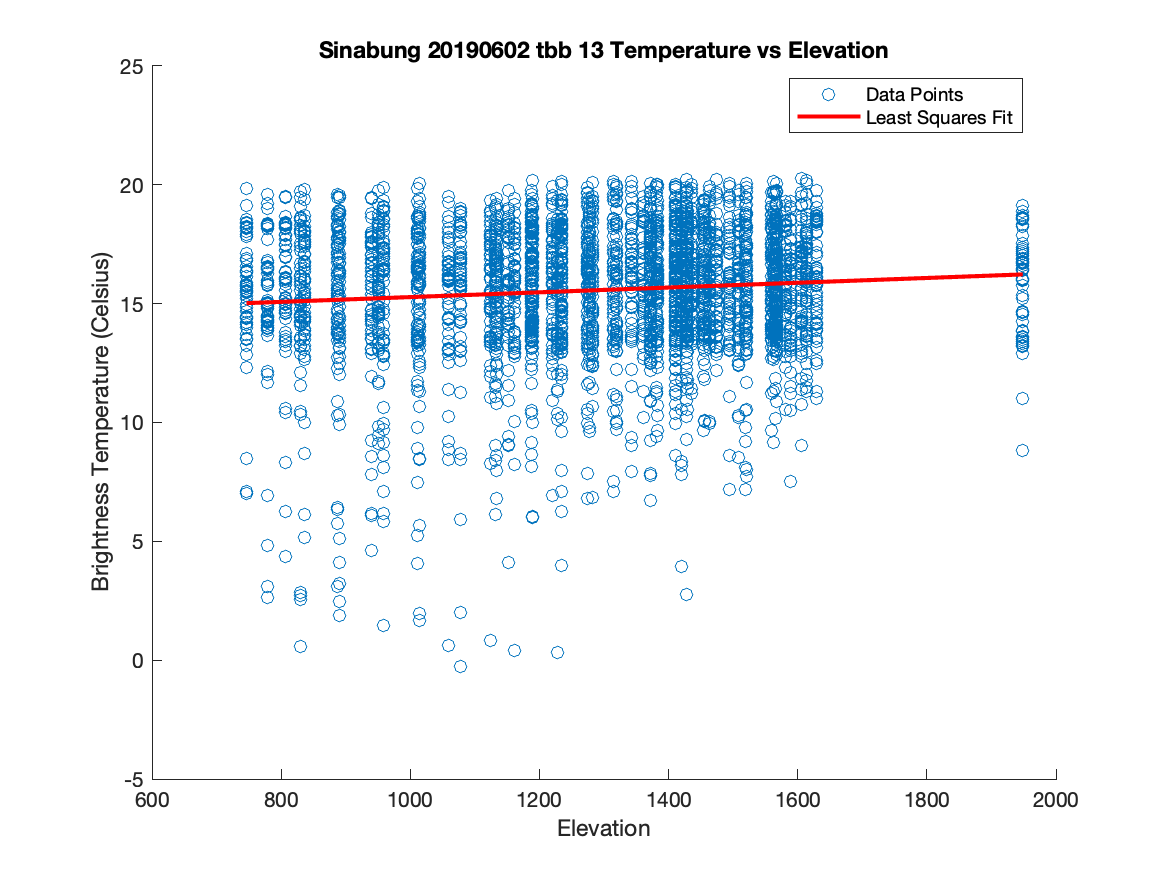 Sinabung 20190602 tbb 13 Temperature vs Elevation
Data Points
Least Squares Fit
25
20
15
10
5
0
-5
Brightness Temperature (Celsius)
600 800 1000 1200 1400 1600 1800 2000
Elevation